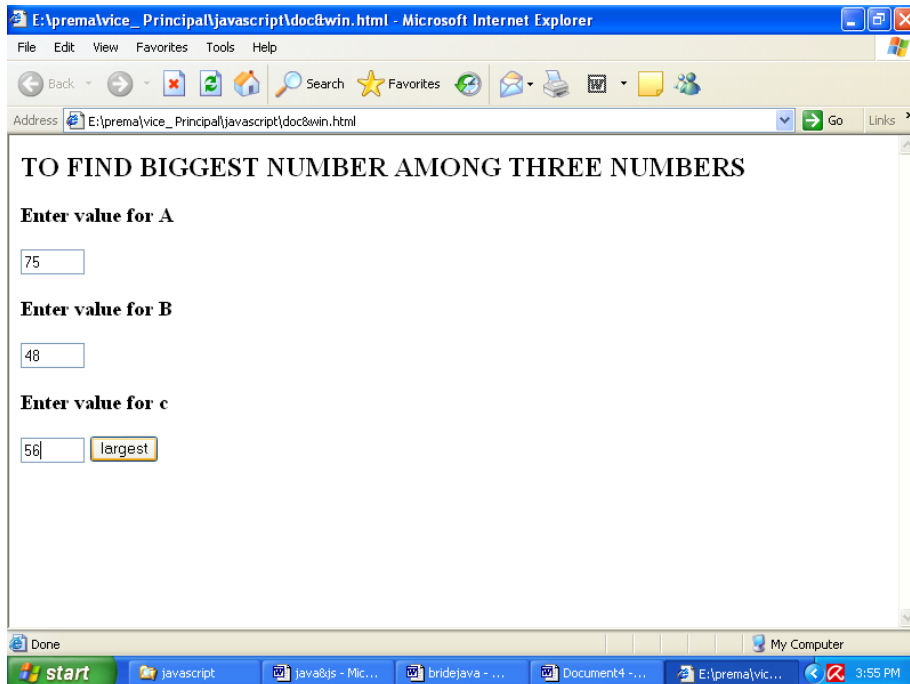 E:\prema\vice_ Principal\javascript\doc&win.html - Microsoft Internet Explorer
File Edit View Favorites Tools Help
Back Search Favorites
Address E:\prema\vice_ Principal\javascript\doc&win.html Go Links
TO FIND BIGGEST NUMBER AMONG THREE NUMBERS
Enter value for A
75
Enter value for B
48
Enter value for c
56 largest
Done My Computer
start javascript java&js - Mic... bridejava - ... Document4 -... E:\prema\vic... 3:55 PM